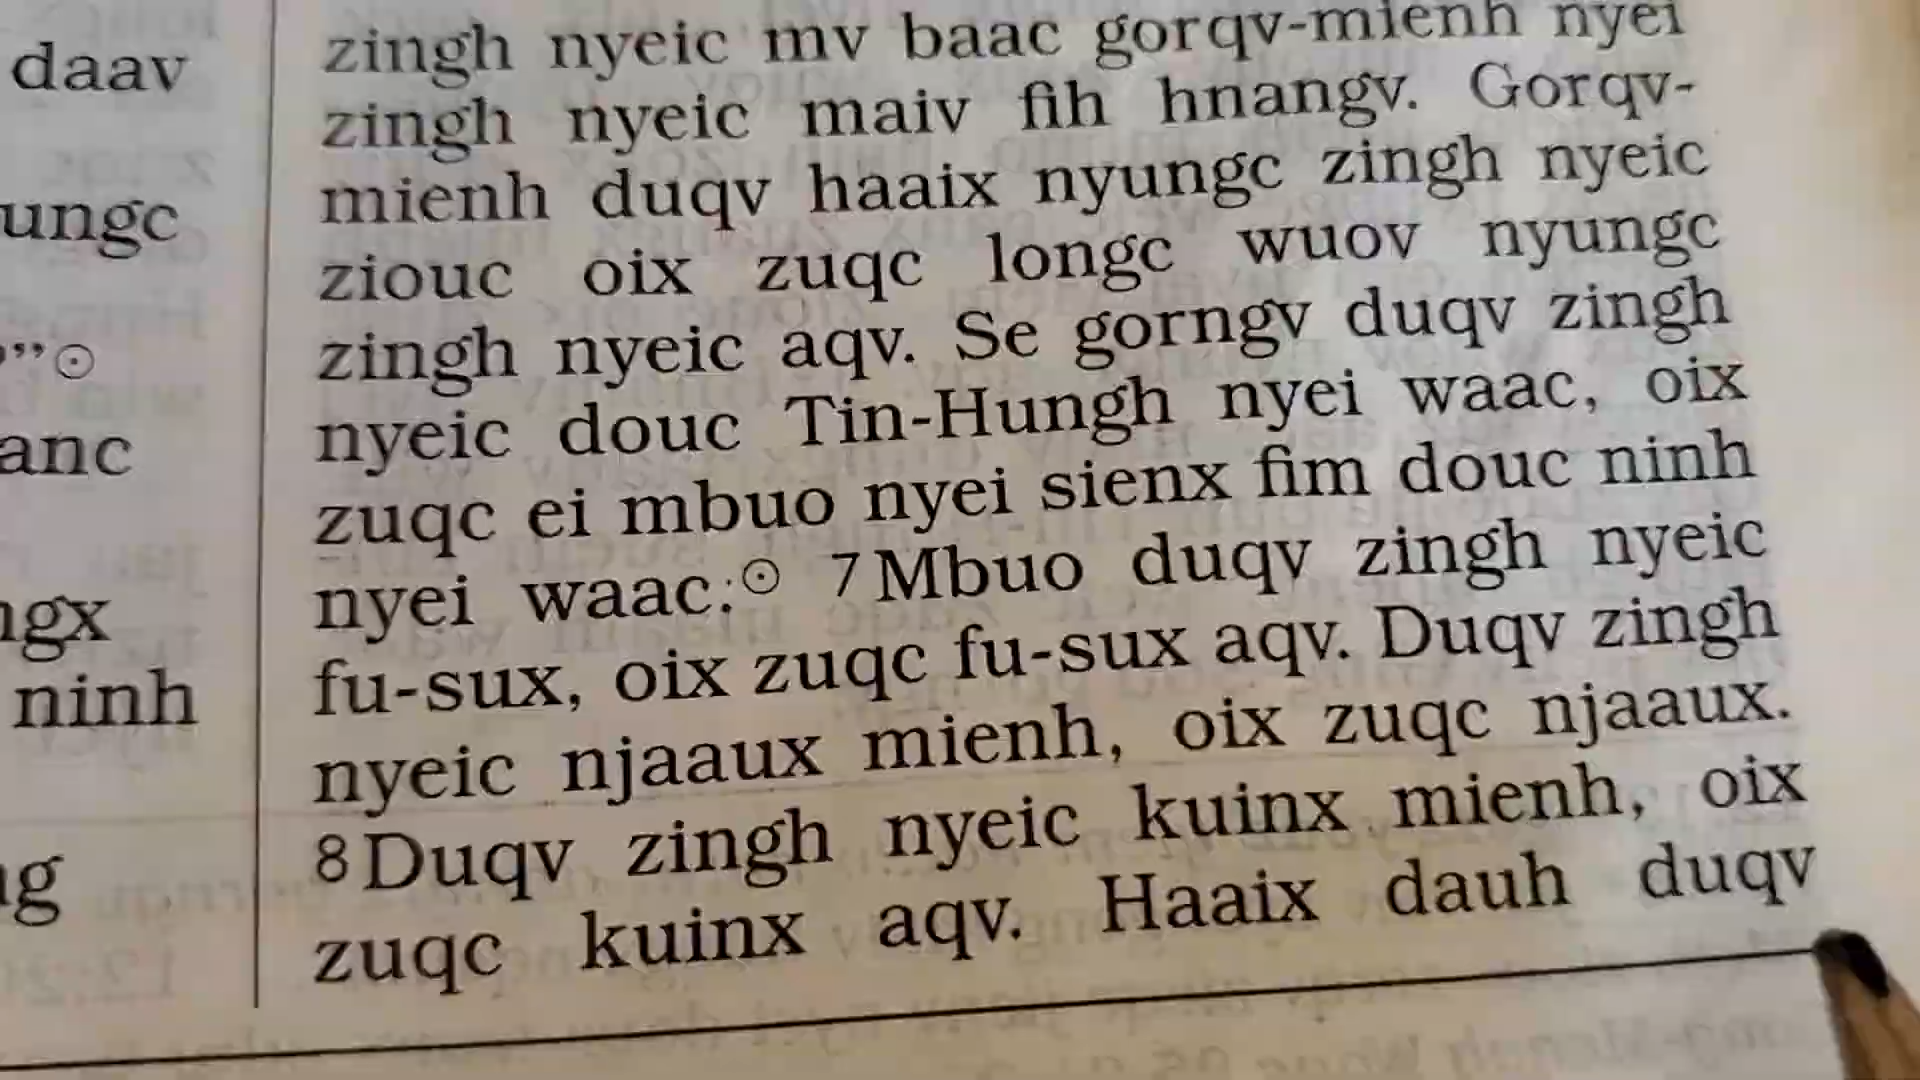 daav
ungc
”⊙
anc
ngx
ninh
ng
zingh nyeic mv baac gorqv-mienh nyei
zingh nyeic maiv fih hnangv. Gorqv-
mienh duqv haaix nyungc zingh nyeic
ziouc oix zuqc longc wuov nyungc
zingh nyeic aqv. Se gorngv duqv zingh
nyeic douc Tin-Hungh nyei waac, oix
zuqc ei mbuo nyei sienx fim douc ninh
nyei waac.⊙ 7 Mbuo duqv zingh nyeic
fu-sux, oix zuqc fu-sux aqv. Duqv zingh
nyeic njaaux mienh, oix zuqc njaaux.
8 Duqv zingh nyeic kuinx mienh, oix
zuqc kuinx aqv. Haaix dauh duqv